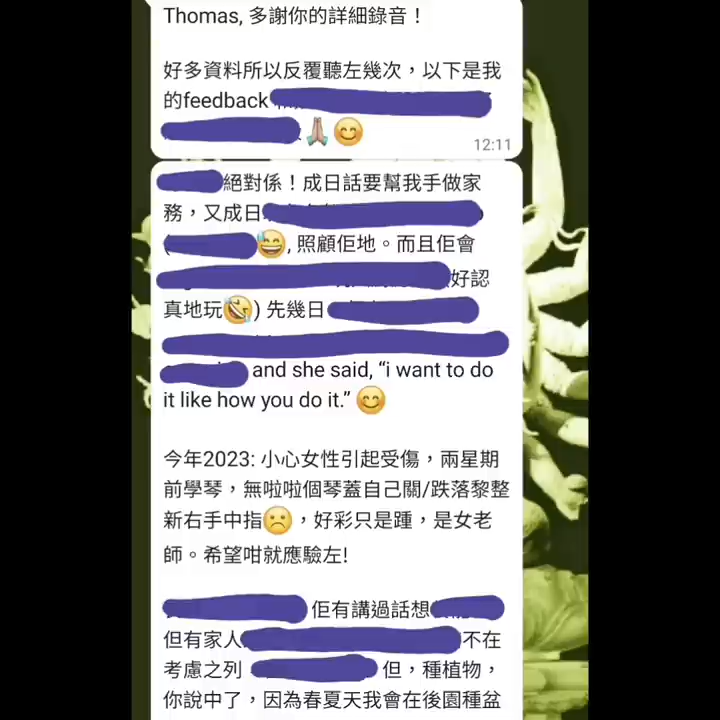 Thomas, 多謝你的詳細錄音！
好多資料所以反覆聽左幾次，以下是我
的feedback
🙏🏼😊
12:11
絕對係！成日話要幫我手做家
務，又成日
(😅, 照顧佢地。而且佢會
好認
真地玩🤣) 先幾日
and she said, “i want to do
it like how you do it.” 😊
今年2023: 小心女性引起受傷，兩星期
前學琴，無啦啦個琴蓋自己關/跌落黎整
新右手中指☹️，好彩只是踵，是女老
師。希望咁就應驗左!
佢有講過話想
但有家人 不在
考慮之列 但，種植物，
你說中了，因為春夏天我會在後園種盆